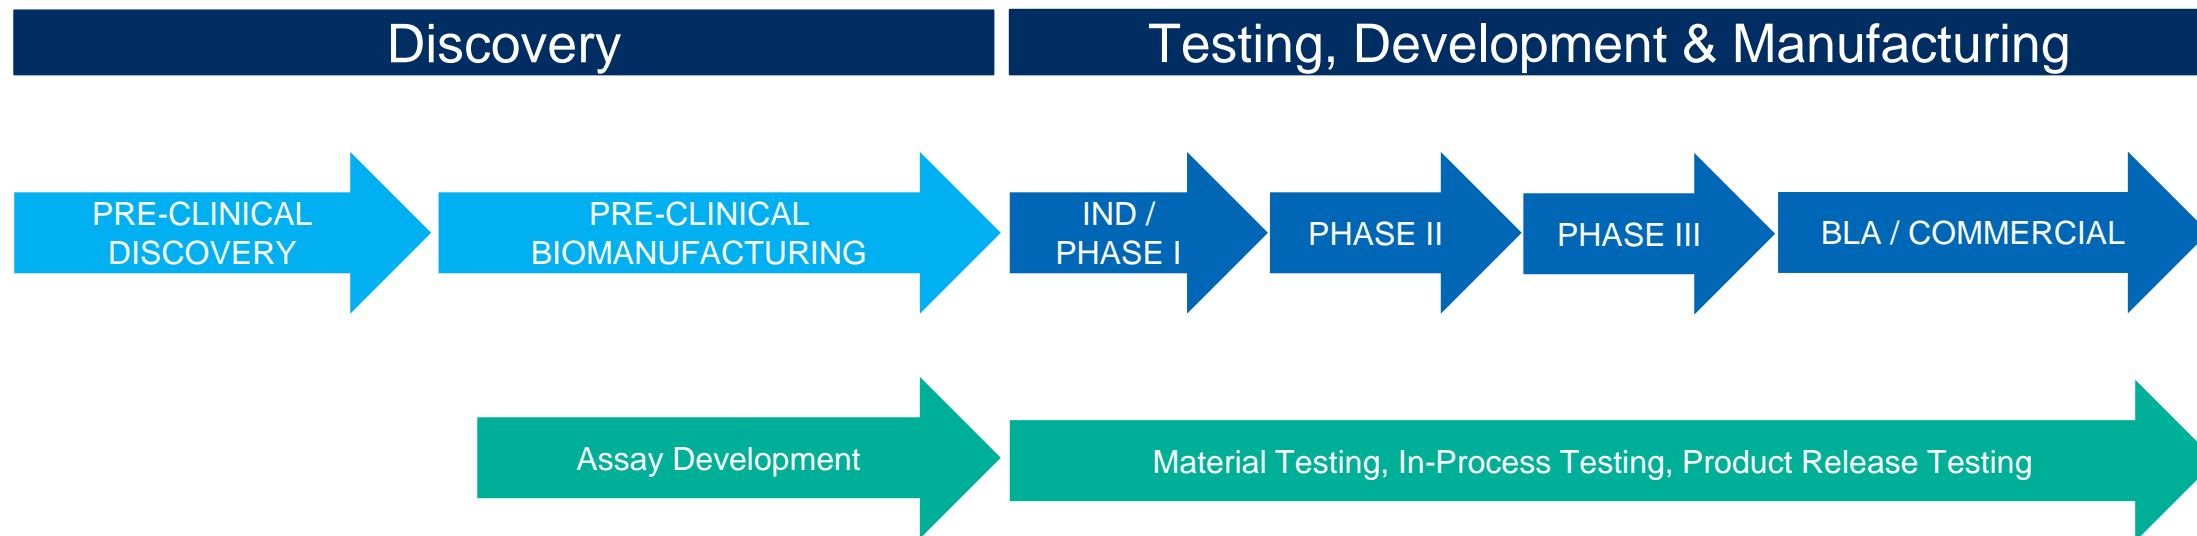 Discovery
Testing, Development & Manufacturing
PRE-CLINICAL
DISCOVERY
PRE-CLINICAL
BIOMANUFACTURING
IND /
PHASE I
PHASE II
PHASE III
BLA / COMMERCIAL
Assay Development
Material Testing, In-Process Testing, Product Release Testing